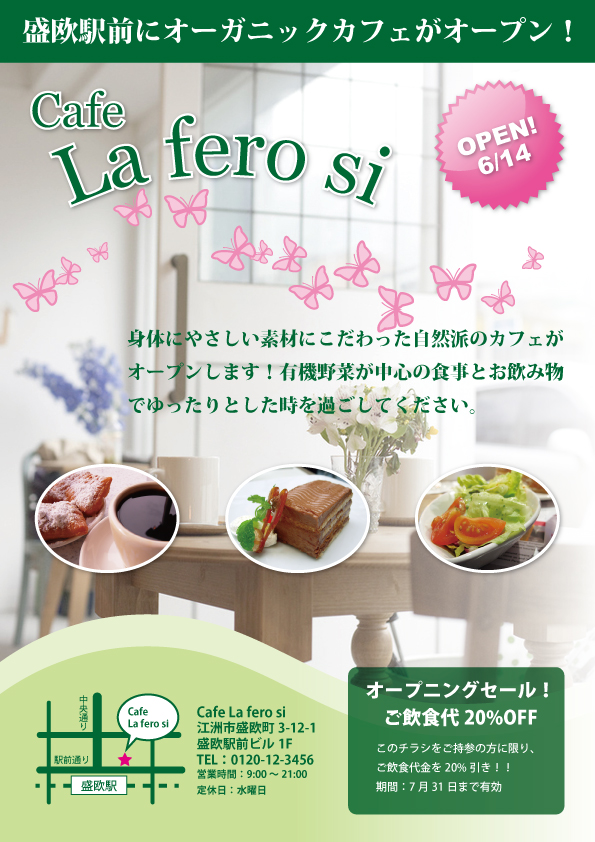 盛欧駅前にオーガニックカフェがオープン！
Cafe
La fero si
OPEN!
6/14
身体にやさしい素材にこだわった自然派のカフェが
オープンします！有機野菜が中心の食事とお飲み物
でゆったりとした時を過ごしてください。
中央通り
Cafe
La fero si
駅前通り
盛欧駅
Cafe La fero si
江洲市盛欧町 3-12-1
盛欧駅前ビル 1F
TEL：0120-12-3456
営業時間：9:00 〜 21:00
定休日：水曜日
オープニングセール！
ご飲食代 20%OFF
このチラシをご持参の方に限り、
ご飲食代金を 20% 引き！！
期間：7 月 31 日まで有効